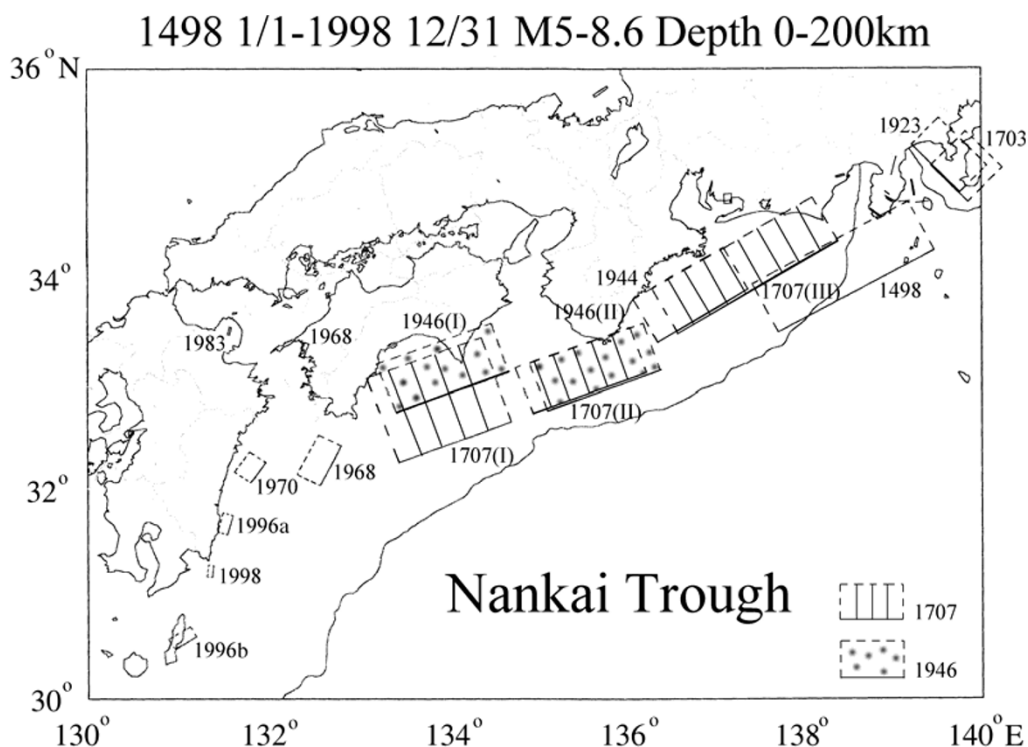 1498 1/1-1998 12/31 M5-8.6 Depth 0-200km
36° N
1923
1703
34° 
1944
1707(III)
1498
1946(II)
1946(I)
1968
1983
1707(II)
1707(I)
1968
1970
32°
1996a
1998
Nankai Trough
1707
1996b
1946
30°
130° 132° 134° 136° 138° 140° E